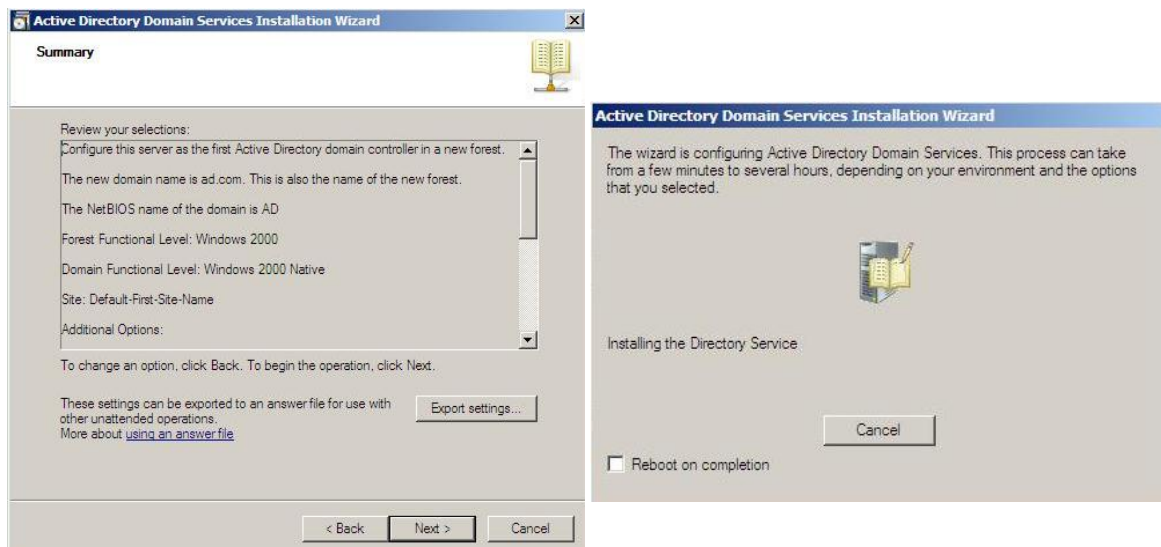 Active Directory Domain Services Installation Wizard
Summary
Review your selections:
Configure this server as the first Active Directory domain controller in a new forest.
The new domain name is ad.com. This is also the name of the new forest.
The NetBIOS name of the domain is AD
Forest Functional Level: Windows 2000
Domain Functional Level: Windows 2000 Native
Site: Default-First-Site-Name
Additional Options:
To change an option, click Back. To begin the operation, click Next.
These settings can be exported to an answer file for use with
other unattended operations.
More about using an answer file
Export settings...
< Back
Next >
Cancel
Active Directory Domain Services Installation Wizard
The wizard is configuring Active Directory Domain Services. This process can take
from a few minutes to several hours, depending on your environment and the options
that you selected.
Installing the Directory Service
Cancel
Reboot on completion